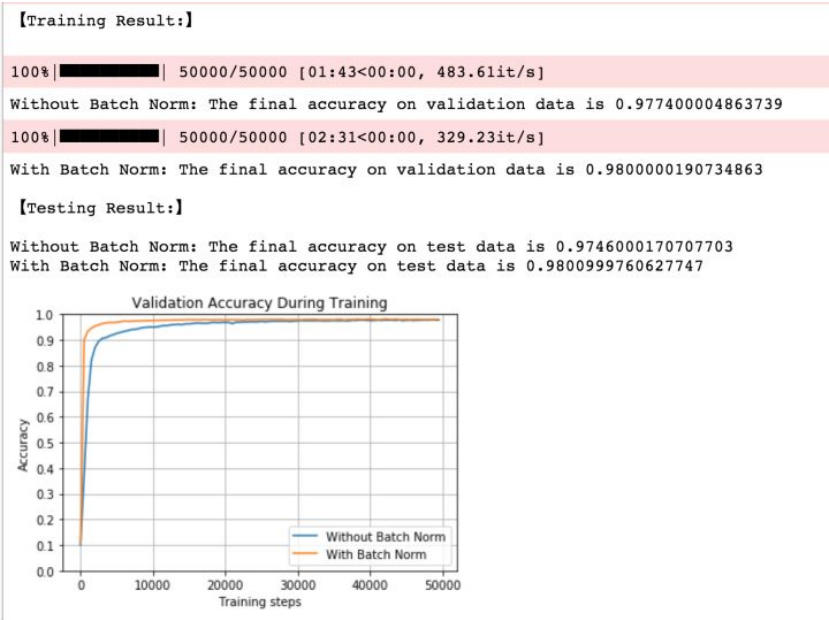 【Training Result:】
100%|██████████| 50000/50000 [01:43<00:00, 483.61it/s]
Without Batch Norm: The final accuracy on validation data is 0.977400004863739
100%|██████████| 50000/50000 [02:31<00:00, 329.23it/s]
With Batch Norm: The final accuracy on validation data is 0.9800000190734863
【Testing Result:】
Without Batch Norm: The final accuracy on test data is 0.9746000170707703
With Batch Norm: The final accuracy on test data is 0.9800999760627747
Validation Accuracy During Training
1.0
0.9
0.8
0.7
0.6
0.5
0.4
0.3
0.2
0.1
0.0
Accuracy
Without Batch Norm
With Batch Norm
0 10000 20000 30000 40000 50000
Training steps